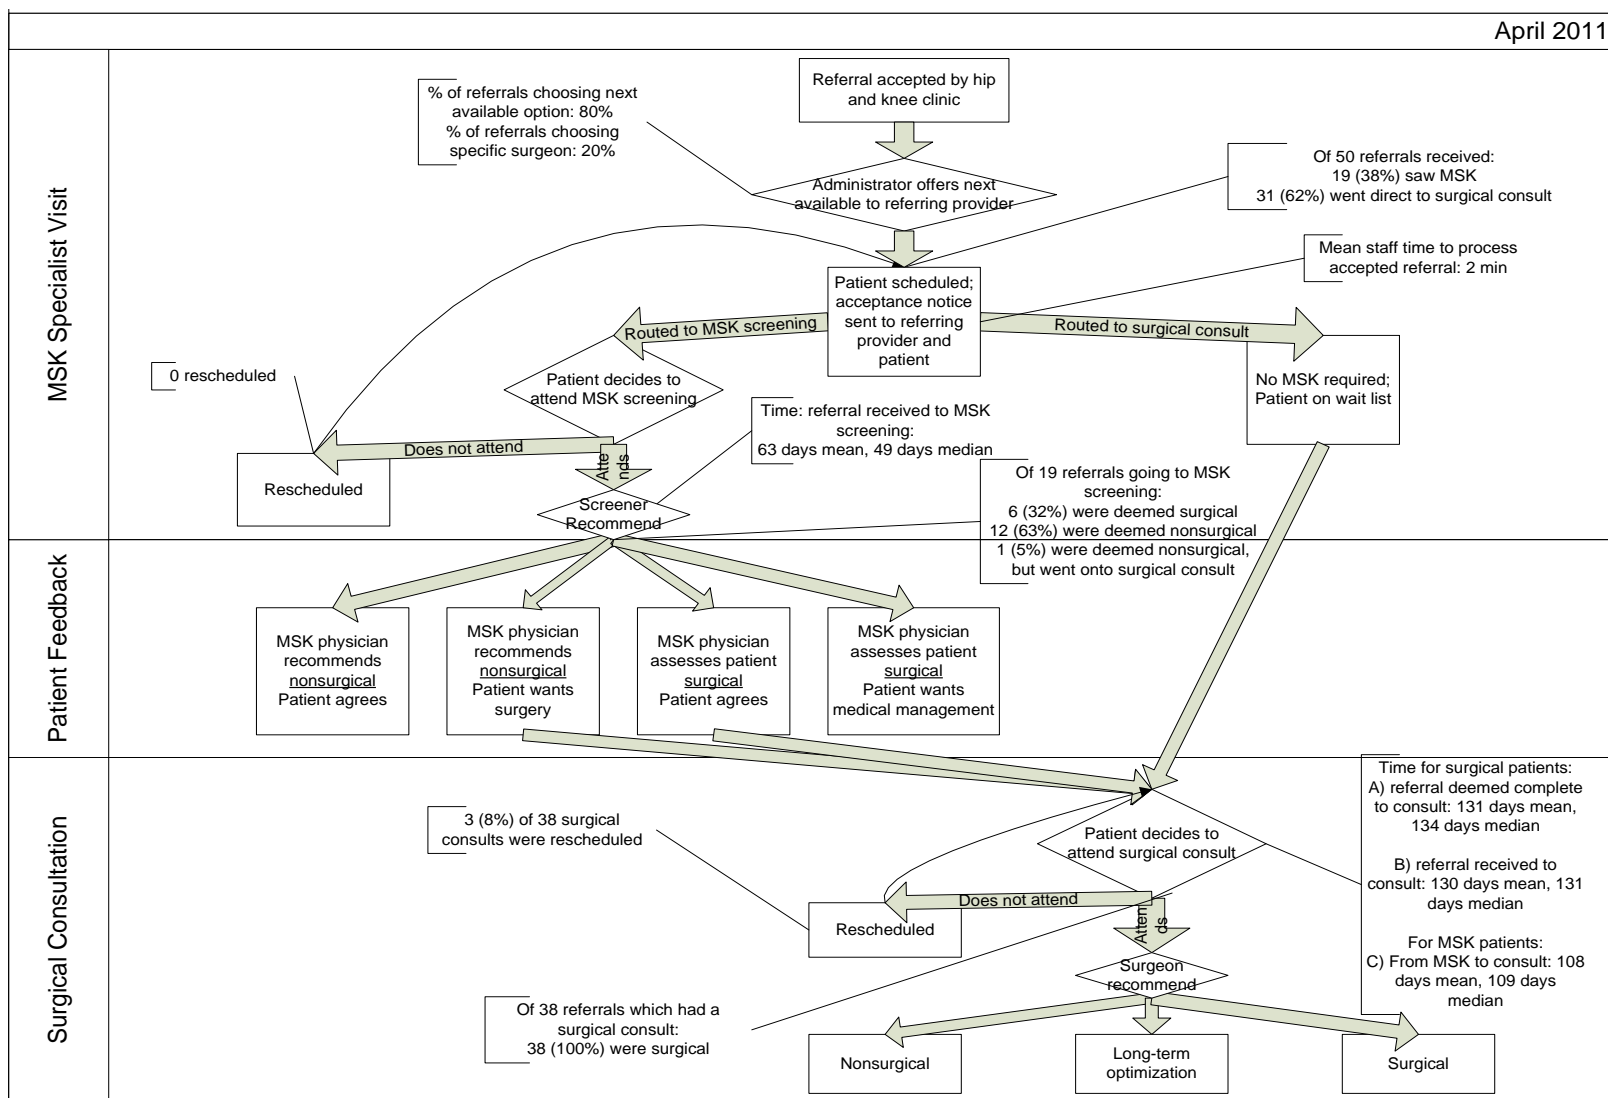 April 2011
MSK Specialist Visit
Referral accepted by hip
and knee clinic
% of referrals choosing next
available option: 80%
% of referrals choosing
specific surgeon: 20%
Administrator offers next
available to referring provider
Of 50 referrals received:
19 (38%) saw MSK
31 (62%) went direct to surgical consult
Mean staff time to process
accepted referral: 2 min
Patient scheduled;
acceptance notice
sent to referring
provider and
patient
Routed to MSK screening
Routed to surgical consult
0 rescheduled
Patient decides to
attend MSK screening
No MSK required;
Patient on wait list
Time: referral received to MSK
screening:
63 days mean, 49 days median
Does not attend
Atte
nds
Rescheduled
Screener
Recommend
Of 19 referrals going to MSK
screening:
6 (32%) were deemed surgical
12 (63%) were deemed nonsurgical
1 (5%) were deemed nonsurgical,
but went onto surgical consult
Patient Feedback
MSK physician
recommends
nonsurgical
Patient agrees
MSK physician
recommends
nonsurgical
Patient wants
surgery
MSK physician
assesses patient
surgical
Patient agrees
MSK physician
assesses patient
surgical
Patient wants
medical management
Surgical Consultation
Time for surgical patients:
A) referral deemed complete
to consult: 131 days mean,
134 days median
B) referral received to
consult: 130 days mean, 131
days median
For MSK patients:
C) From MSK to consult: 108
days mean, 109 days
median
3 (8%) of 38 surgical
consults were rescheduled
Patient decides to
attend surgical consult
Does not attend
Atten
ds
Rescheduled
Surgeon
recommend
Of 38 referrals which had a
surgical consult:
38 (100%) were surgical
Nonsurgical
Long-term
optimization
Surgical